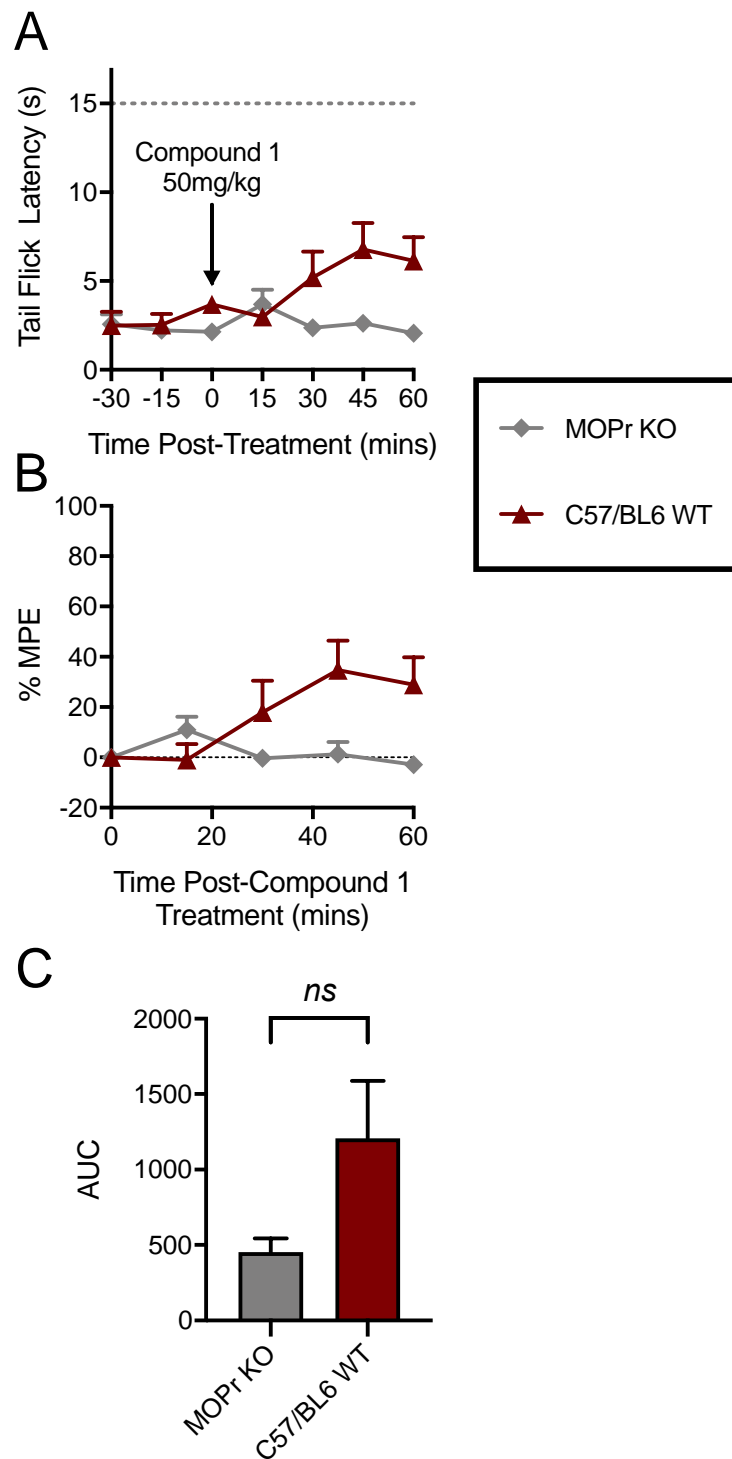 A
Tail Flick Latency (s)
15
10
5
0
Compound 1
50mg/kg
-30 -15 0 15 30 45 60
Time Post-Treatment (mins)
MOPr KO
C57/BL6 WT
B
% MPE
100
80
60
40
20
0
-20
0 20 40 60
Time Post-Compound 1
Treatment (mins)
C
ns
AUC
2000
1500
1000
500
0
MOPr KO
C57/BL6 WT